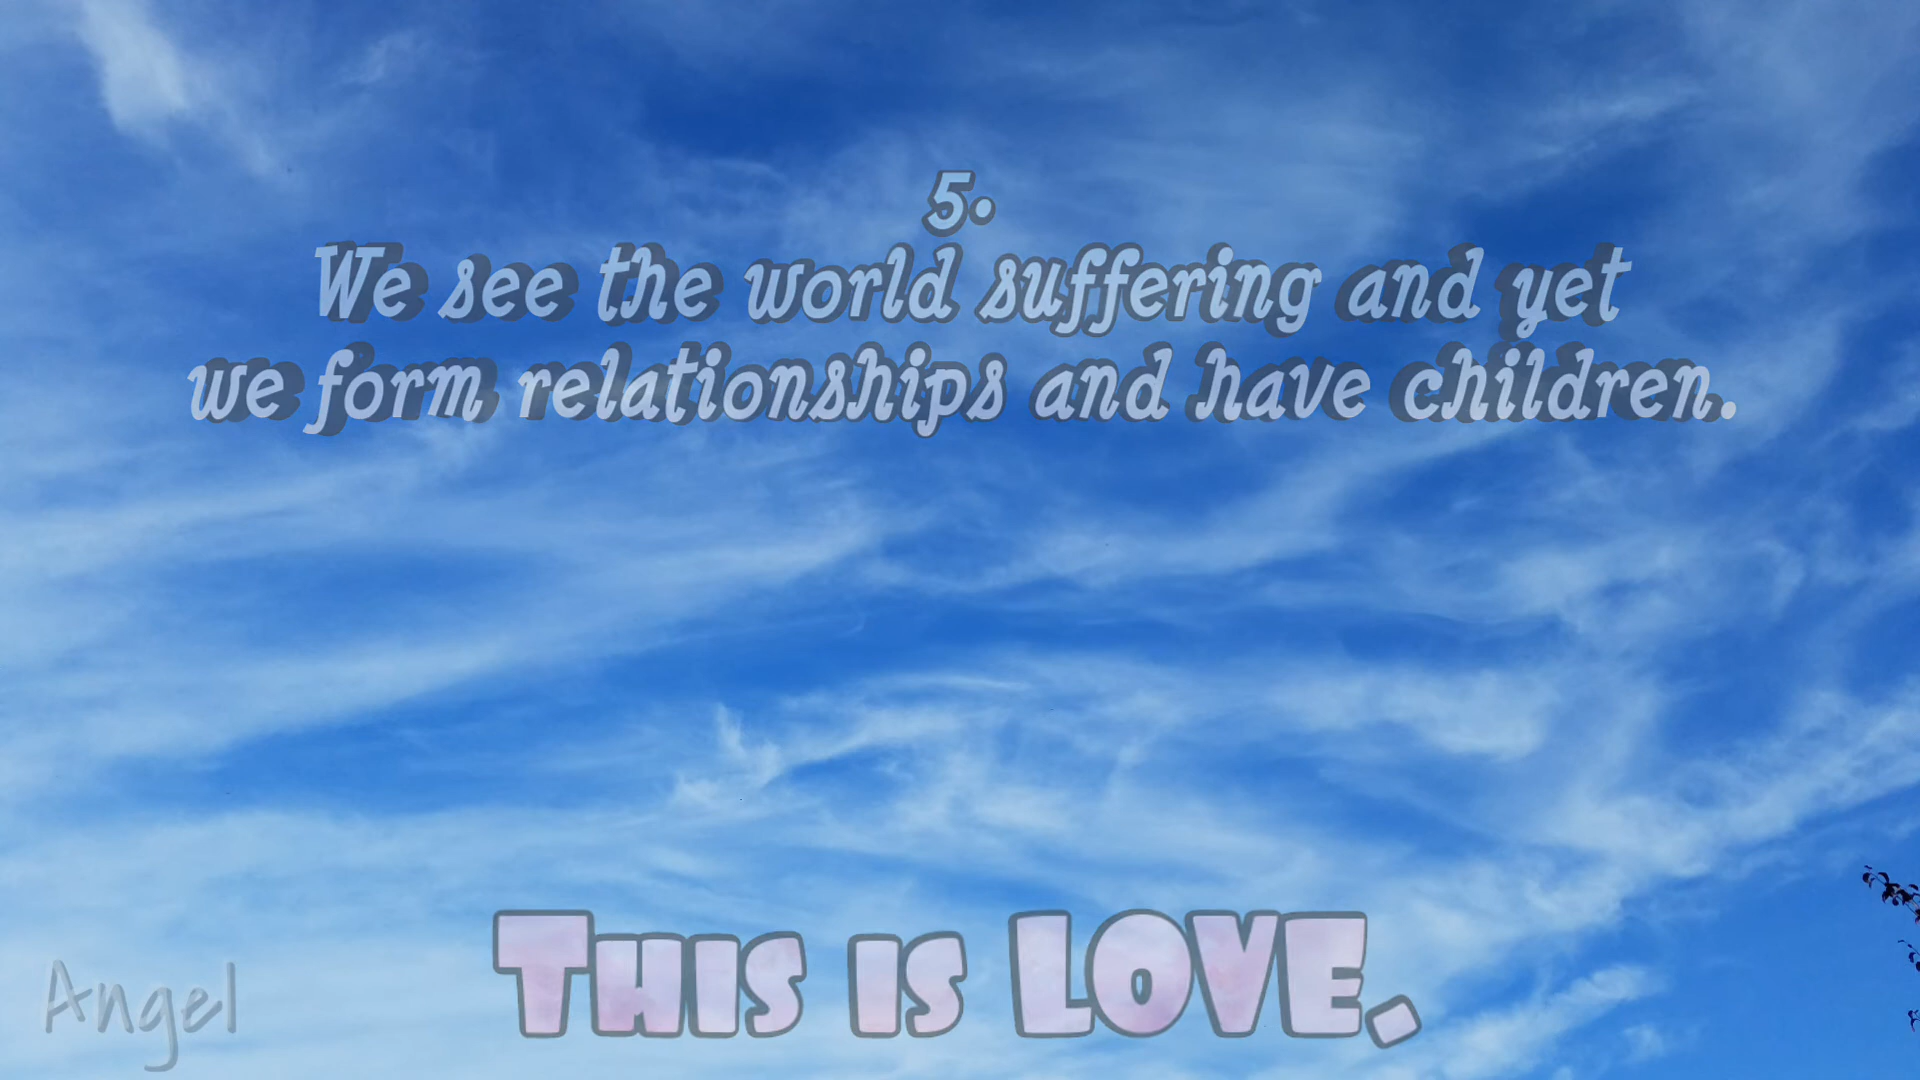 5.
We see the world suffering and yet
we form relationships and have children.
This is LOVE.
Angel